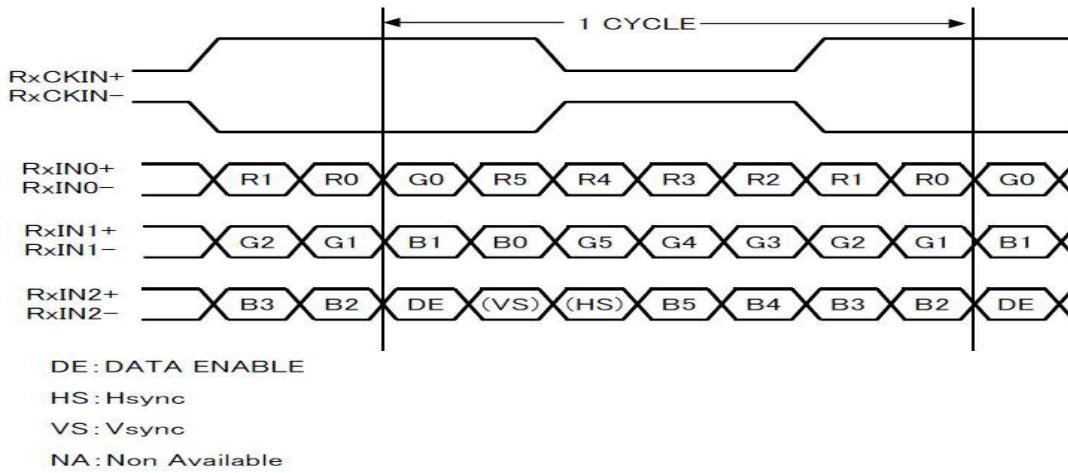 1 CYCLE
RxCKIN+
RxCKIN-
RxIN0+
RxIN0-
R1 R0 G0 R5 R4 R3 R2 R1 R0 G0
RxIN1+
RxIN1-
G2 G1 B1 B0 G5 G4 G3 G2 G1 B1
RxIN2+
RxIN2-
B3 B2 DE (VS) (HS) B5 B4 B3 B2 DE
DE:DATA ENABLE
HS:Hsync
VS:Vsync
NA:Non Available